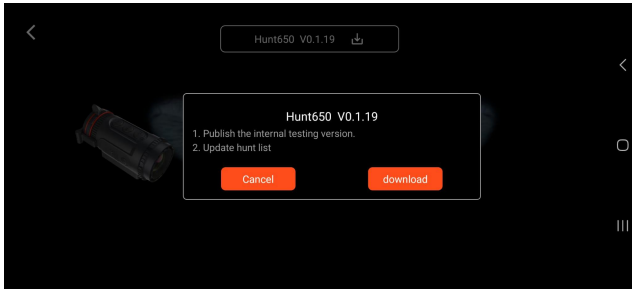 Hunt650 V0.1.19
Hunt650 V0.1.19
1. Publish the internal testing version.
2. Update hunt list
Cancel
download